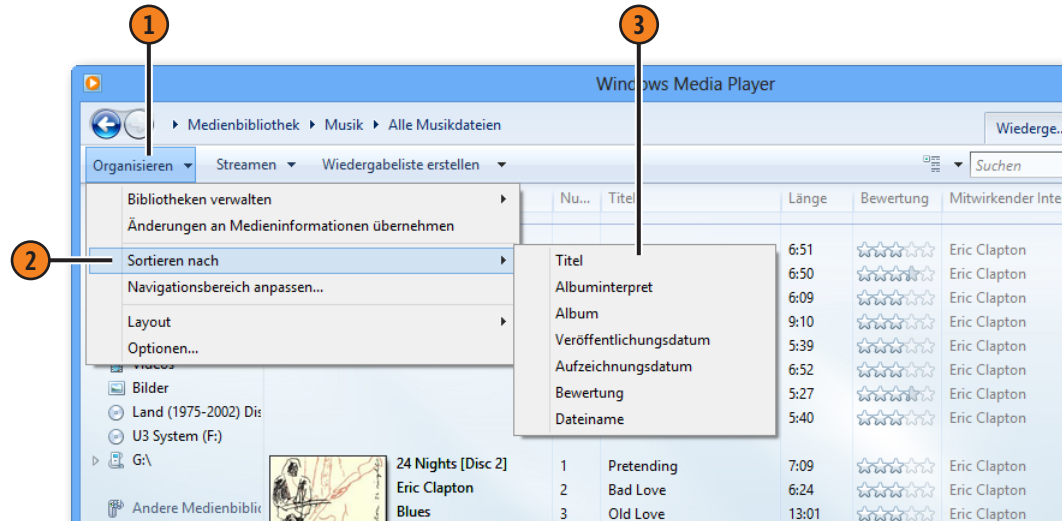 1
3
Windows Media Player
Medienbibliothek Musik Alle Musikdateien
Wiederge...
Organisieren Streamen Wiedergabeliste erstellen
Suchen
Nu... Titel Länge Bewertung Mitwirkender Inte
Bibliotheken verwalten
Änderungen an Medieninformationen übernehmen
2
Sortieren nach
Navigationsbereich anpassen...
Layout
Optionen...
Titel
Albuminterpret
Album
Veröffentlichungsdatum
Aufzeichnungsdatum
Bewertung
Dateiname
6:51 Eric Clapton
6:50 Eric Clapton
6:09 Eric Clapton
9:10 Eric Clapton
5:39 Eric Clapton
6:52 Eric Clapton
5:27 Eric Clapton
5:40 Eric Clapton
Videos
Bilder
Land (1975-2002) Dis
U3 System (F:)
G:\
Andere Medienbiblio
24 Nights [Disc 2]
Eric Clapton
Blues
1 Pretending 7:09 Eric Clapton
2 Bad Love 6:24 Eric Clapton
3 Old Love 13:01 Eric Clapton